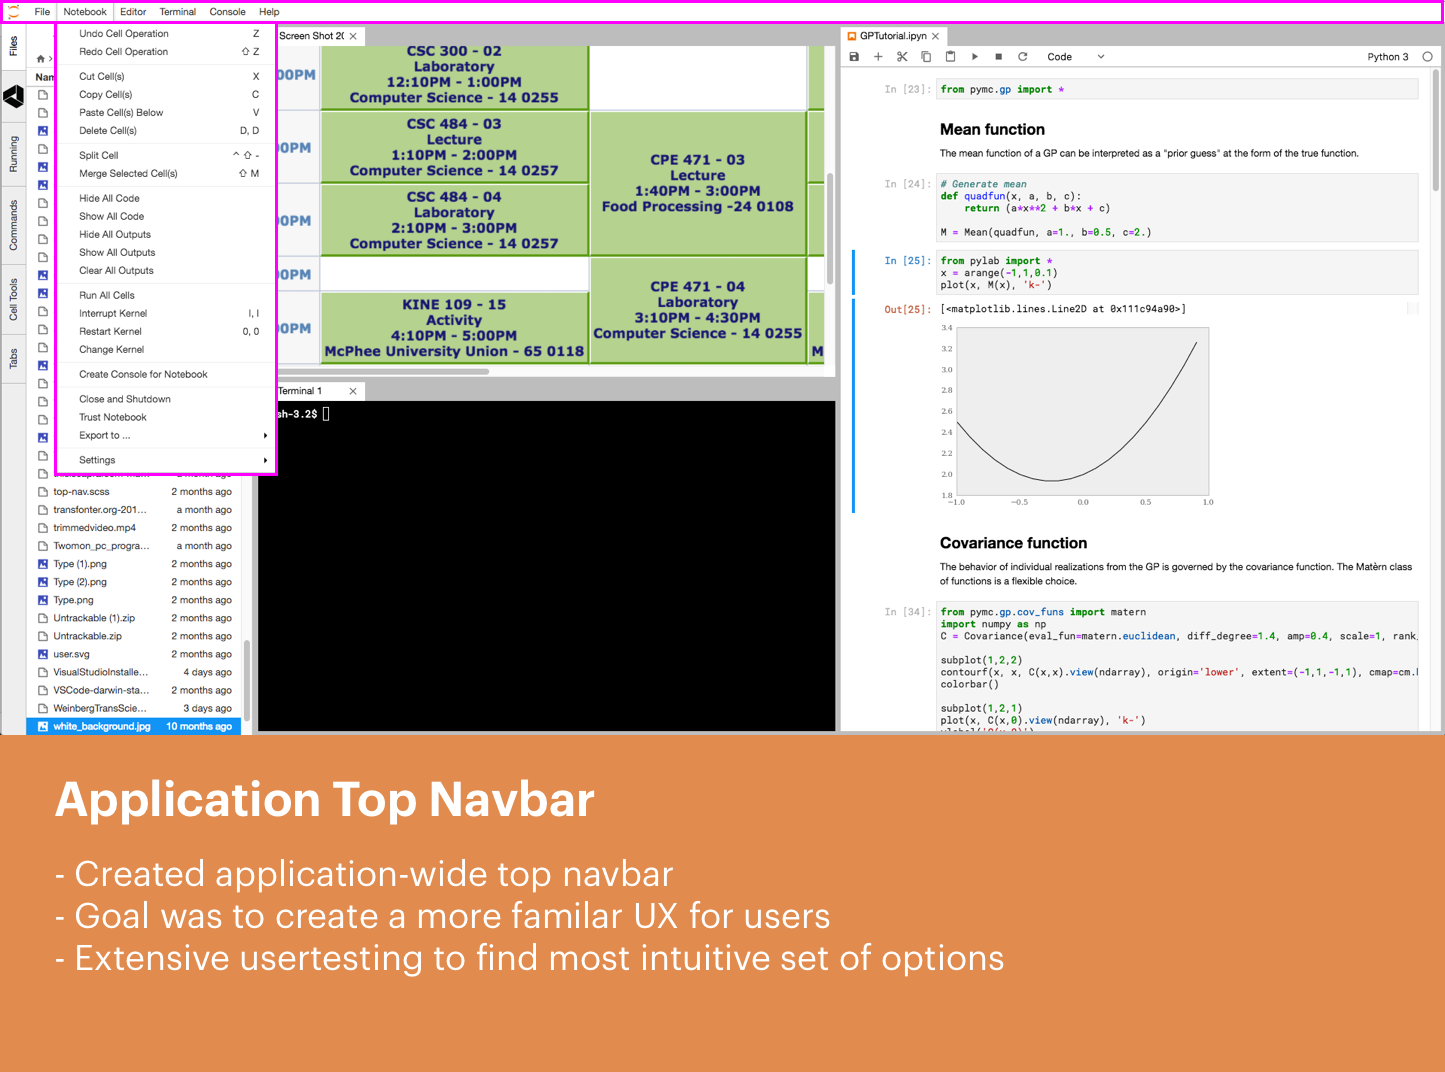 File Notebook Editor Terminal Console Help
Files
Running
Commands
Cell Tools
Tabs
Undo Cell Operation Z
Redo Cell Operation ⇧ Z
Cut Cell(s) X
Copy Cell(s) C
Paste Cell(s) Below V
Delete Cell(s) D, D
Split Cell ^ ⇧ -
Merge Selected Cell(s) ⇧ M
Hide All Code
Show All Code
Hide All Outputs
Show All Outputs
Clear All Outputs
Run All Cells
Interrupt Kernel I, I
Restart Kernel 0, 0
Change Kernel
Create Console for Notebook
Close and Shutdown
Trust Notebook
Export to ...
Settings
top-nav.scss 2 months ago
transfonter.org-201... a month ago
trimmedvideo.mp4 2 months ago
Twomon_pc_progra... a month ago
Type (1).png 2 months ago
Type (2).png 2 months ago
Type.png 2 months ago
Untrackable (1).zip 2 months ago
Untrackable.zip 2 months ago
user.svg 2 months ago
VisualStudioInstalle... 4 days ago
VSCode-darwin-sta... 2 months ago
WeinbergTransScie... 3 days ago
white_background.jpg 10 months ago
Screen Shot 20
CSC 300 - 02
Laboratory
12:10PM - 1:00PM
Computer Science - 14 0255
CSC 484 - 03
Lecture
1:10PM - 2:00PM
Computer Science - 14 0257
CSC 484 - 04
Laboratory
2:10PM - 3:00PM
Computer Science - 14 0257
KINE 109 - 15
Activity
4:10PM - 5:00PM
McPhee University Union - 65 0118
CPE 471 - 03
Lecture
1:40PM - 3:00PM
Food Processing -24 0108
CPE 471 - 04
Laboratory
3:10PM - 4:30PM
Computer Science - 14 0255
Terminal 1
sh-3.2$
GPTutorial.ipyn
Code Python 3
In [23]: from pymc.gp import *
Mean function
The mean function of a GP can be interpreted as a "prior guess" at the form of the true function.
In [24]: # Generate mean
def quadfun(x, a, b, c):
return (a*x**2 + b*x + c)
M = Mean(quadfun, a=1., b=0.5, c=2.)
In [25]: from pylab import *
x = arange(-1,1,0.1)
plot(x, M(x), 'k-')
Out[25]: [<matplotlib.lines.Line2D at 0x111c94a90>]
3.4
3.2
3.0
2.8
2.6
2.4
2.2
2.0
1.8
−1.0 −0.5 0.0 0.5 1.0
Covariance function
The behavior of individual realizations from the GP is governed by the covariance function. The Matèrn class
of functions is a flexible choice.
In [34]: from pymc.gp.cov_funs import matern
import numpy as np
C = Covariance(eval_fun=matern.euclidean, diff_degree=1.4, amp=0.4, scale=1, rank_
subplot(1,2,2)
contourf(x, x, C(x,x).view(ndarray), origin='lower', extent=(-1,1,-1,1), cmap=cm.
colorbar()
subplot(1,2,1)
plot(x, C(x,0).view(ndarray), 'k-')
Application Top Navbar
- Created application-wide top navbar
- Goal was to create a more familar UX for users
- Extensive usertesting to find most intuitive set of options